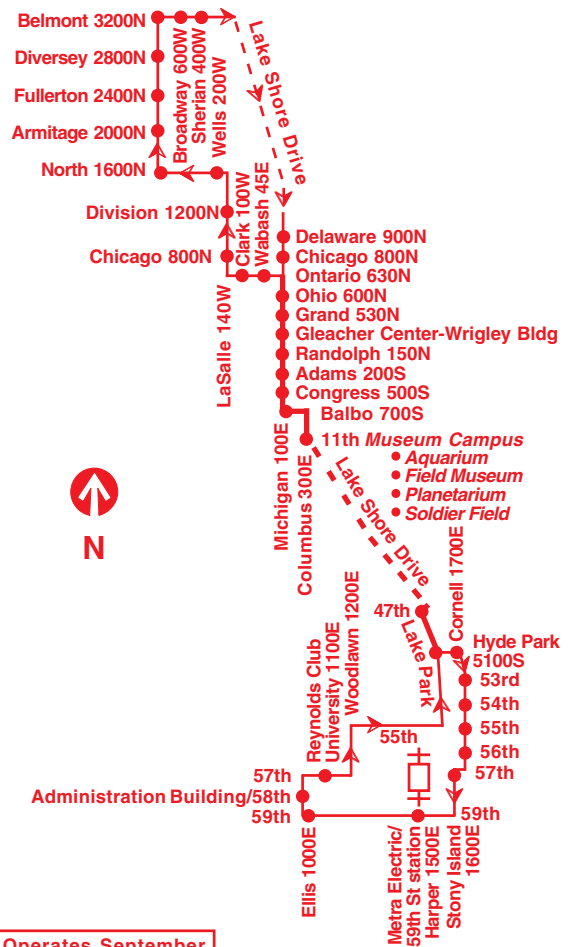 Belmont 3200N
Diversey 2800N
Fullerton 2400N
Armitage 2000N
North 1600N
Broadway 600W
Sherian 400W
Wells 200W
Lake Shore Drive
Division 1200N
Chicago 800N
Clark 100W
Wabash 45E
LaSalle 140W
Delaware 900N
Chicago 800N
Ontario 630N
Ohio 600N
Grand 530N
Gleacher Center-Wrigley Bldg
Randolph 150N
Adams 200S
Congress 500S
Balbo 700S
11th Museum Campus
• Aquarium
• Field Museum
• Planetarium
• Soldier Field
Michigan 100E
Columbus 300E
Lake Shore Drive
N
47th
Lake Park
Cornell 1700E
Hyde Park
5100S
53rd
54th
55th
56th
57th
59th
Reynolds Club
University 1100E
Woodlawn 1200E
55th
57th
Administration Building/58th
59th
Ellis 1000E
Metra Electric/
59th St station
Harper 1500E
Stony Island
1600E
Operates September